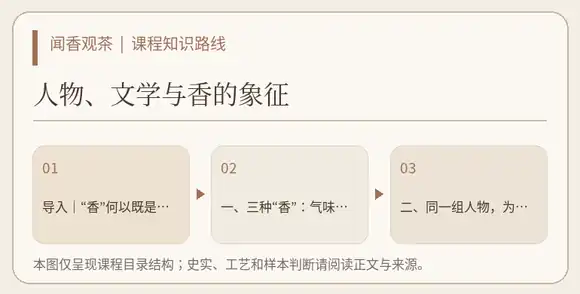 闻香观茶｜课程知识路线
人物、文学与香的象征
01
导入｜“香”何以既是…
02
一、三种“香”：气味…
03
二、同一组人物，为…
本图仅呈现课程目录结构；史实、工艺和样本判断请阅读正文与来源。